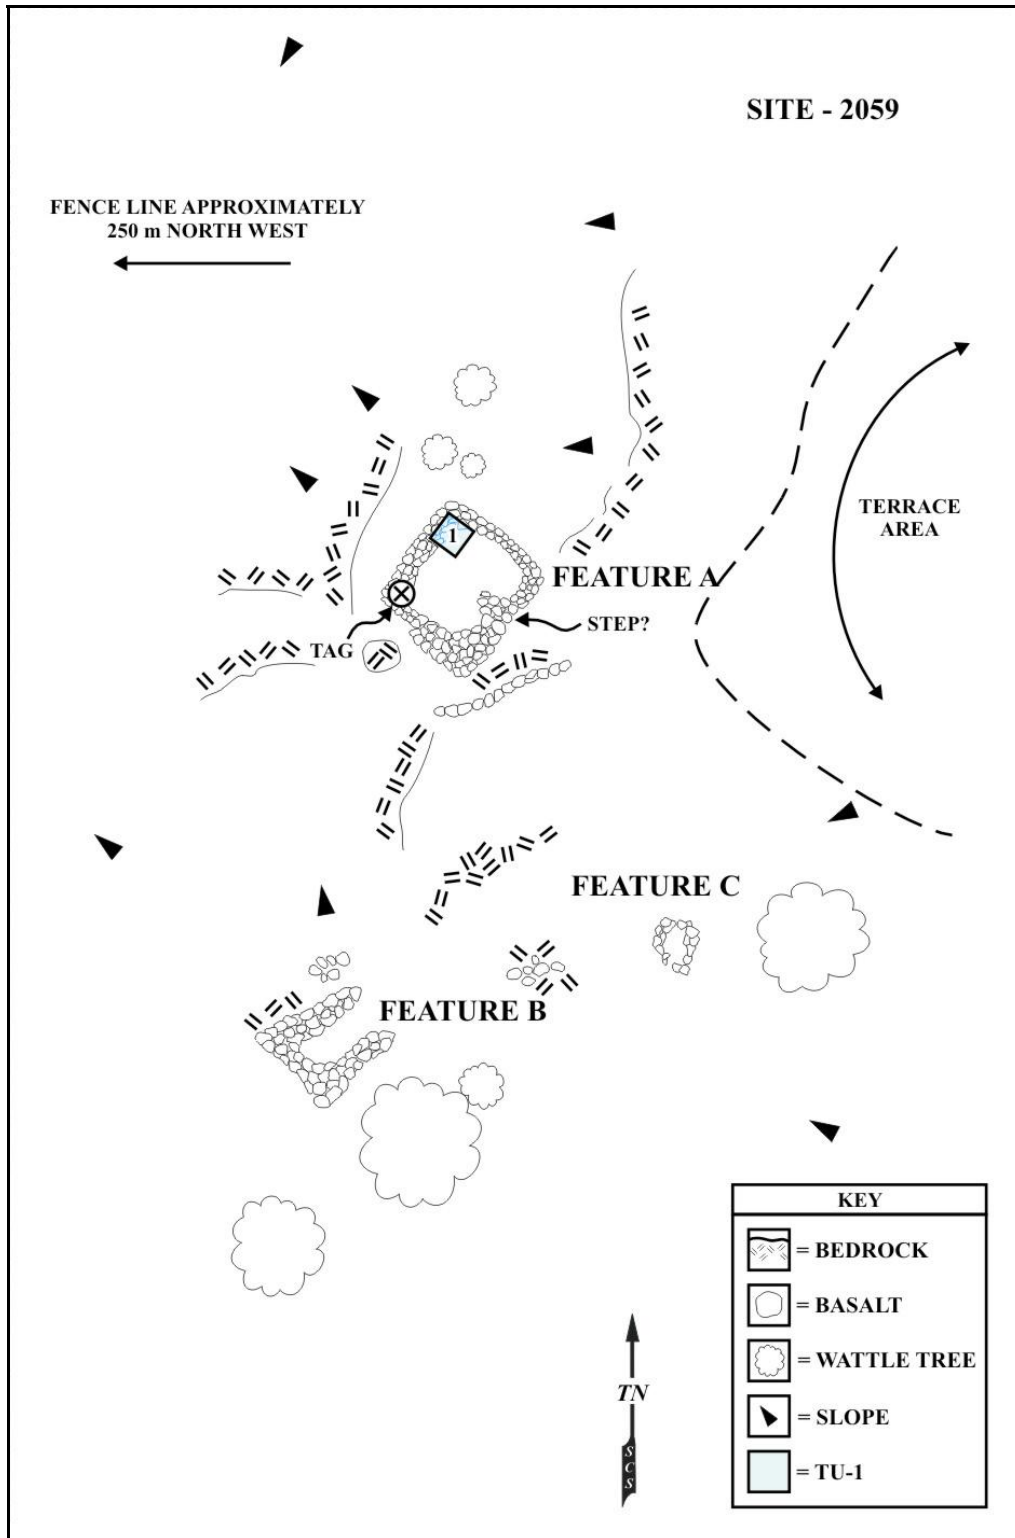 SITE - 2059
FENCE LINE APPROXIMATELY
250 m NORTH WEST
TERRACE
AREA
1
FEATURE A
STEP?
TAG
FEATURE C
FEATURE B
KEY
= BEDROCK
= BASALT
= WATTLE TREE
= SLOPE
= TU-1
TN
SCS